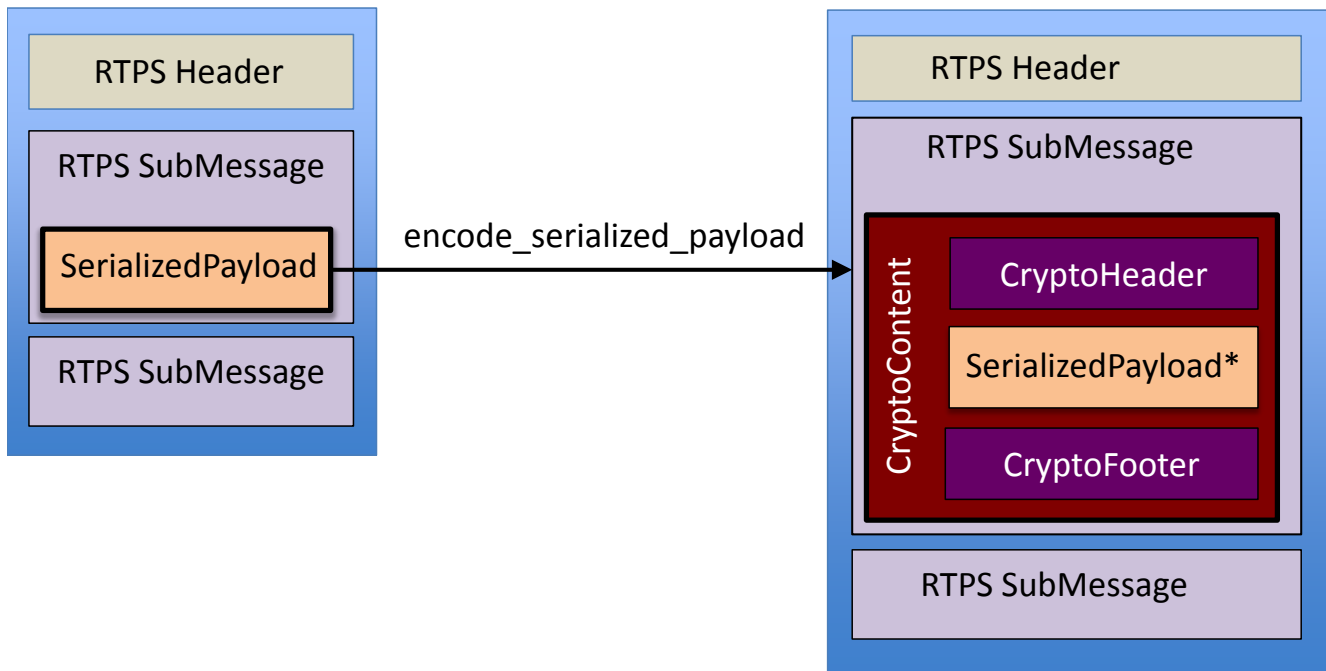 RTPS Header
RTPS SubMessage
SerializedPayload
RTPS SubMessage
encode_serialized_payload
RTPS Header
RTPS SubMessage
CryptoContent
CryptoHeader
SerializedPayload*
CryptoFooter
RTPS SubMessage